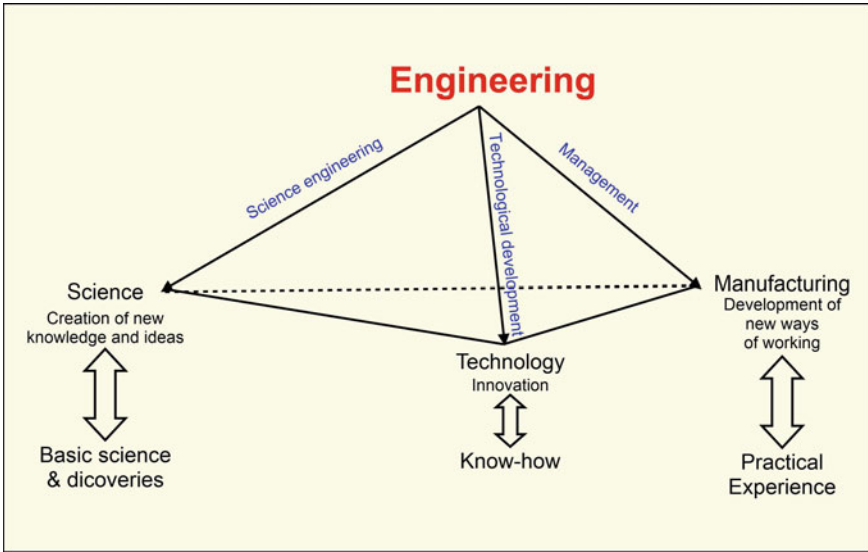 Engineering
Science engineering
Technological development
Management
Science
Creation of new
knowledge and ideas
Basic science
& dicoveries
Technology
Innovation
Know-how
Manufacturing
Development of
new ways
of working
Practical
Experience